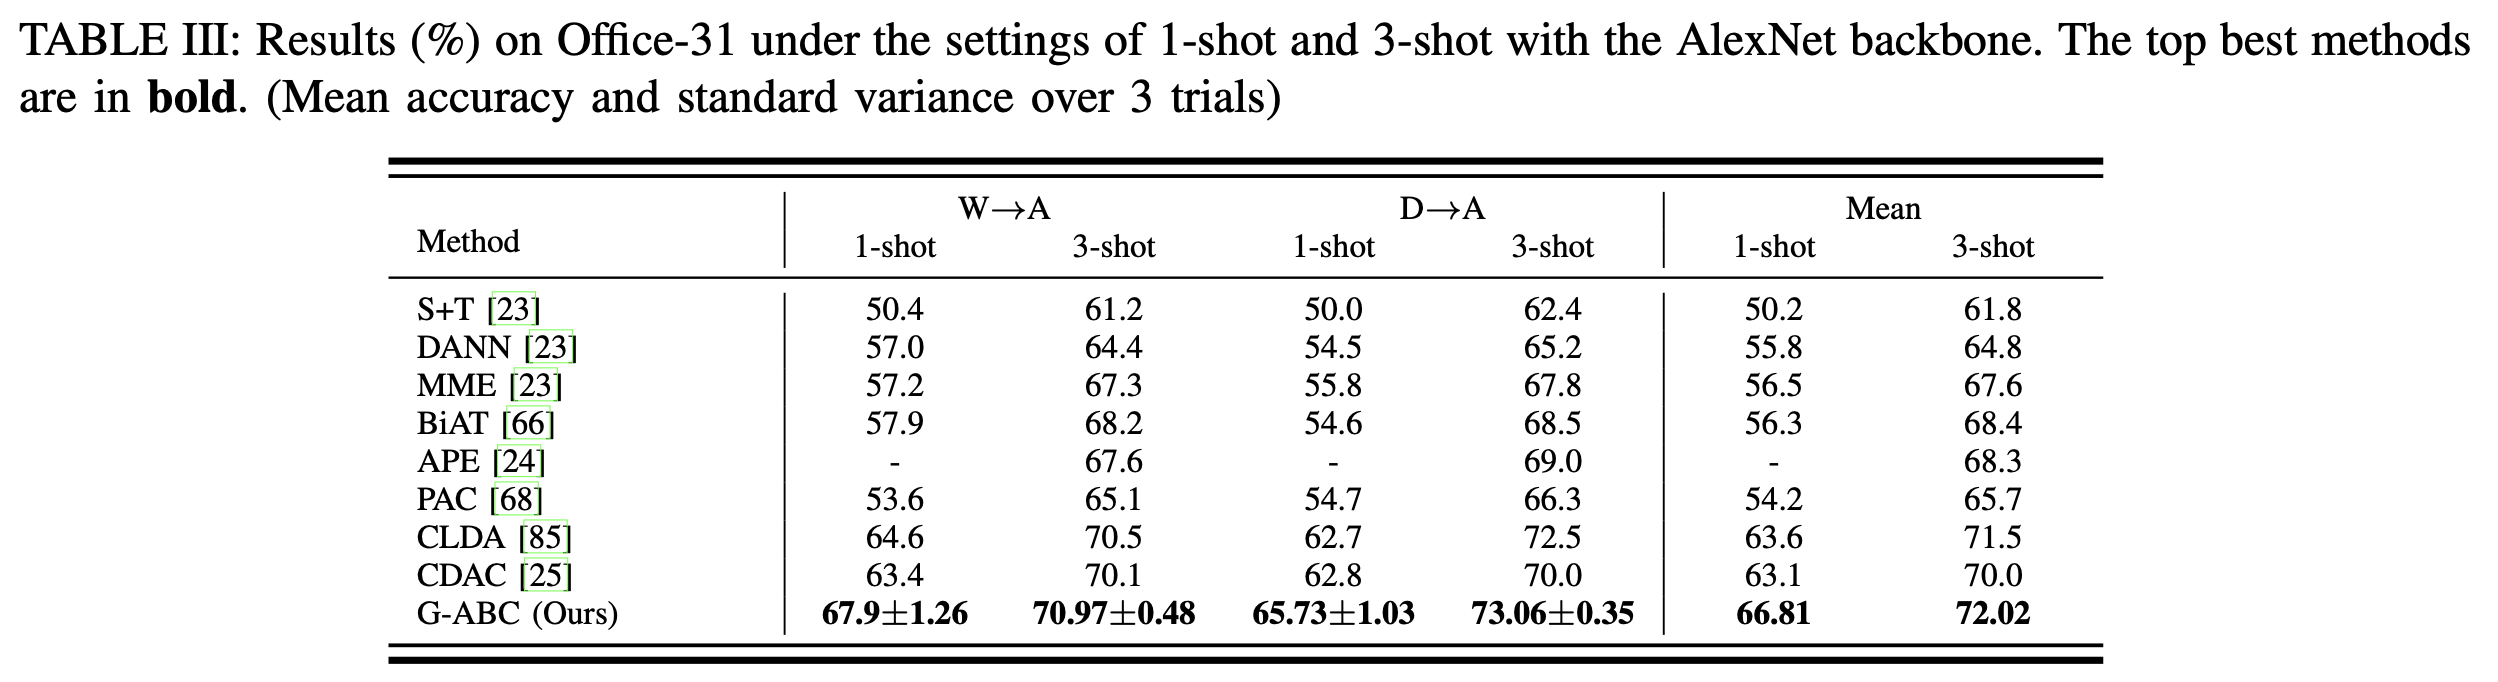 TABLE III: Results (%) on Office-31 under the settings of 1-shot and 3-shot with the AlexNet backbone. The top best methods
are in bold. (Mean accuracy and standard variance over 3 trials)
Method W→A D→A Mean
1-shot 3-shot 1-shot 3-shot 1-shot 3-shot
S+T [23] 50.4 61.2 50.0 62.4 50.2 61.8
DANN [23] 57.0 64.4 54.5 65.2 55.8 64.8
MME [23] 57.2 67.3 55.8 67.8 56.5 67.6
BiAT [66] 57.9 68.2 54.6 68.5 56.3 68.4
APE [24] - 67.6 - 69.0 - 68.3
PAC [68] 53.6 65.1 54.7 66.3 54.2 65.7
CLDA [85] 64.6 70.5 62.7 72.5 63.6 71.5
CDAC [25] 63.4 70.1 62.8 70.0 63.1 70.0
G-ABC (Ours) 67.9±1.26 70.97±0.48 65.73±1.03 73.06±0.35 66.81 72.02